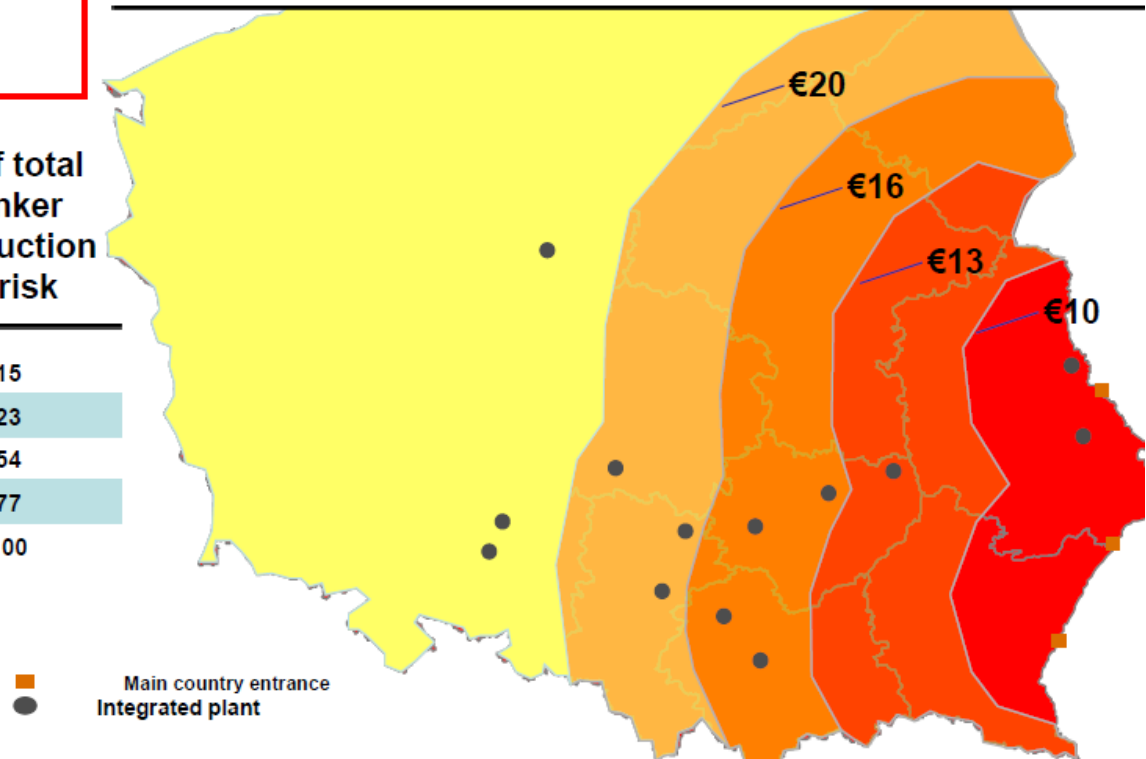 €20
f total
nker
uction
risk
€16
€13
€10
15
23
54
77
00
Main country entrance
Integrated plant